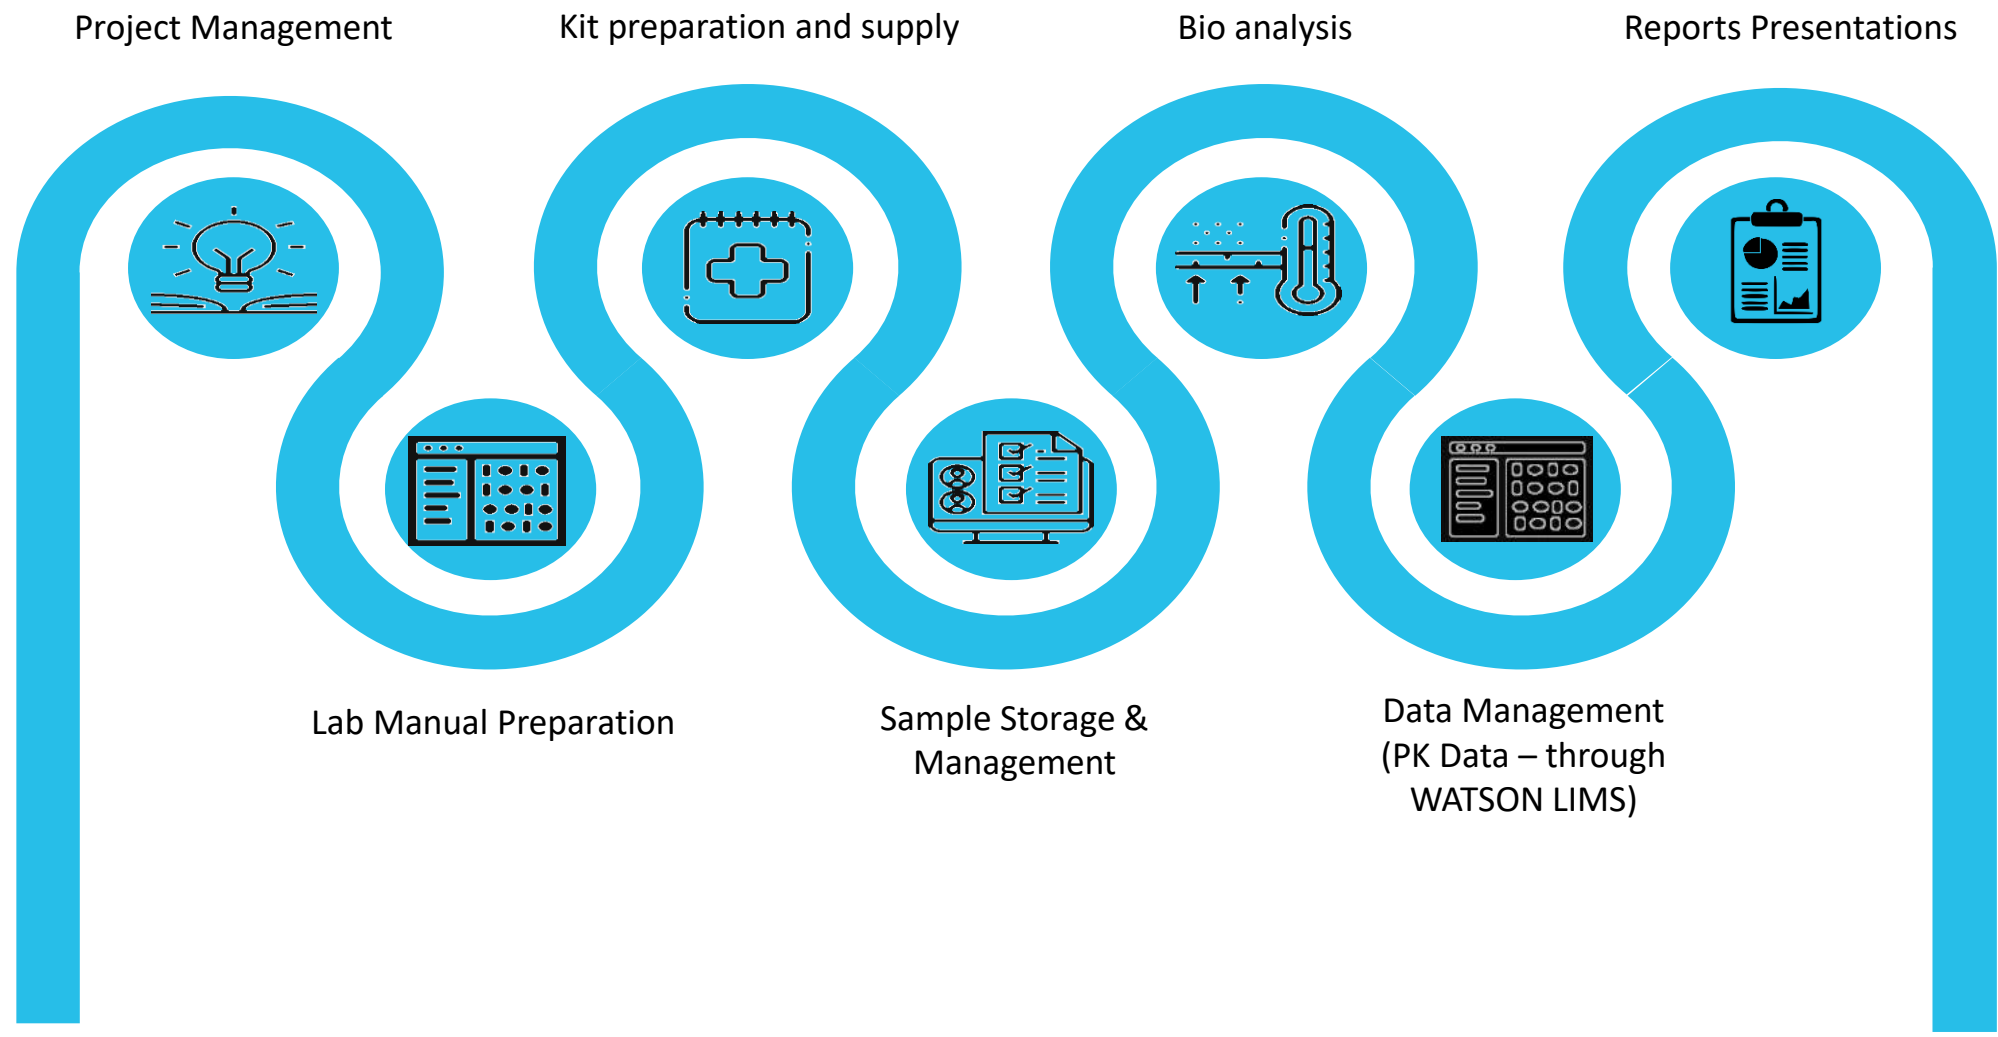 Project Management
Kit preparation and supply
Bio analysis
Reports Presentations
Lab Manual Preparation
Sample Storage &
Management
Data Management
(PK Data – through
WATSON LIMS)